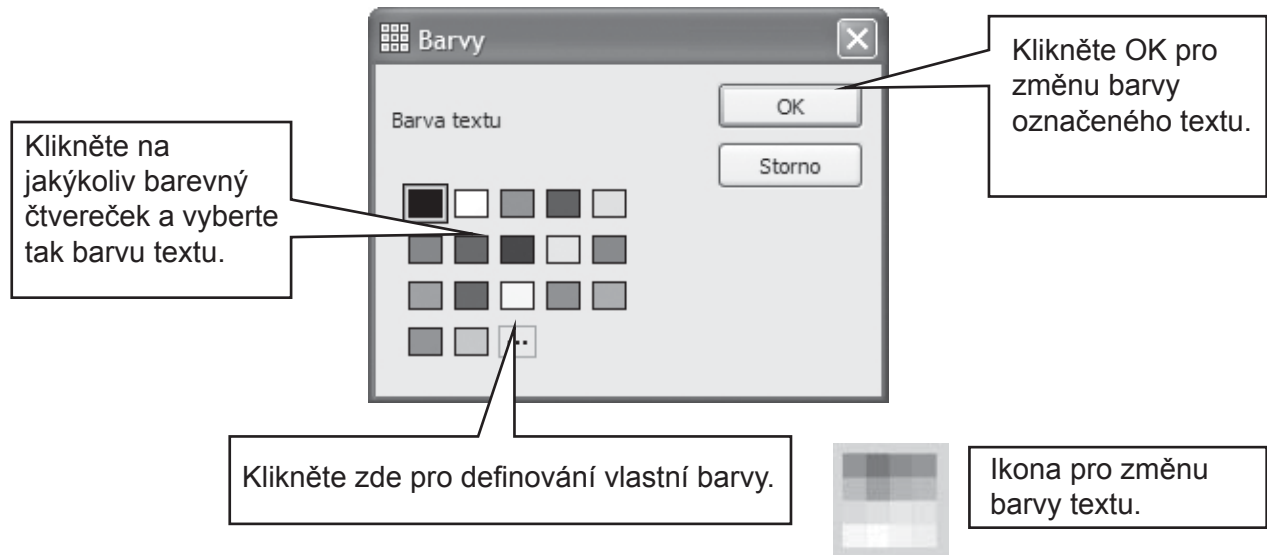 Barvy
Barva textu
OK
Storno
Klikněte OK pro
změnu barvy
označeného textu.
Klikněte na
jakýkoliv barevný
čtvereček a vyberte
tak barvu textu.
...
Klikněte zde pro definování vlastní barvy.
Ikona pro změnu
barvy textu.